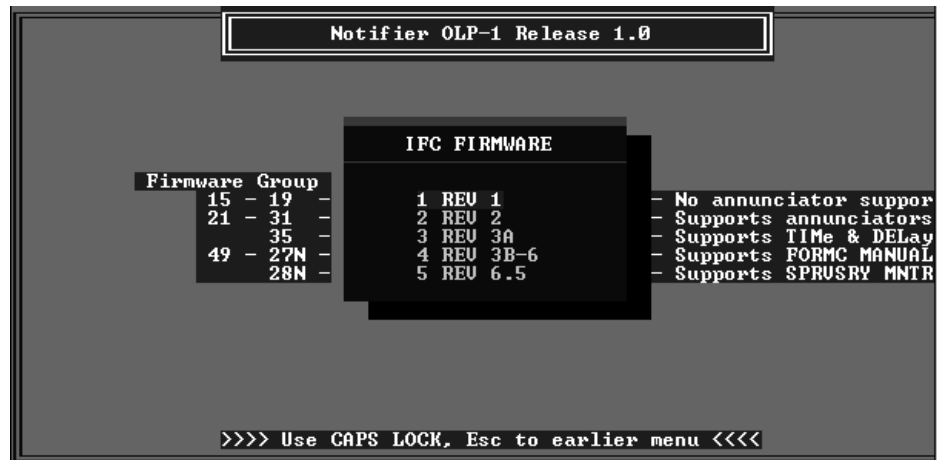 Notifier OLP-1 Release 1.0
IFC FIRMWARE
Firmware Group
15 - 19 - 1 REV 1 - No annunciator suppor
21 - 31 - 2 REV 2 - Supports annunciators
35 - 3 REV 3A - Supports TIMe & DELay
49 - 27N - 4 REV 3B-6 - Supports FORMC MANUAL
28N - 5 REV 6.5 - Supports SPRVSRY MNTR
>>>> Use CAPS LOCK, Esc to earlier menu <<<<